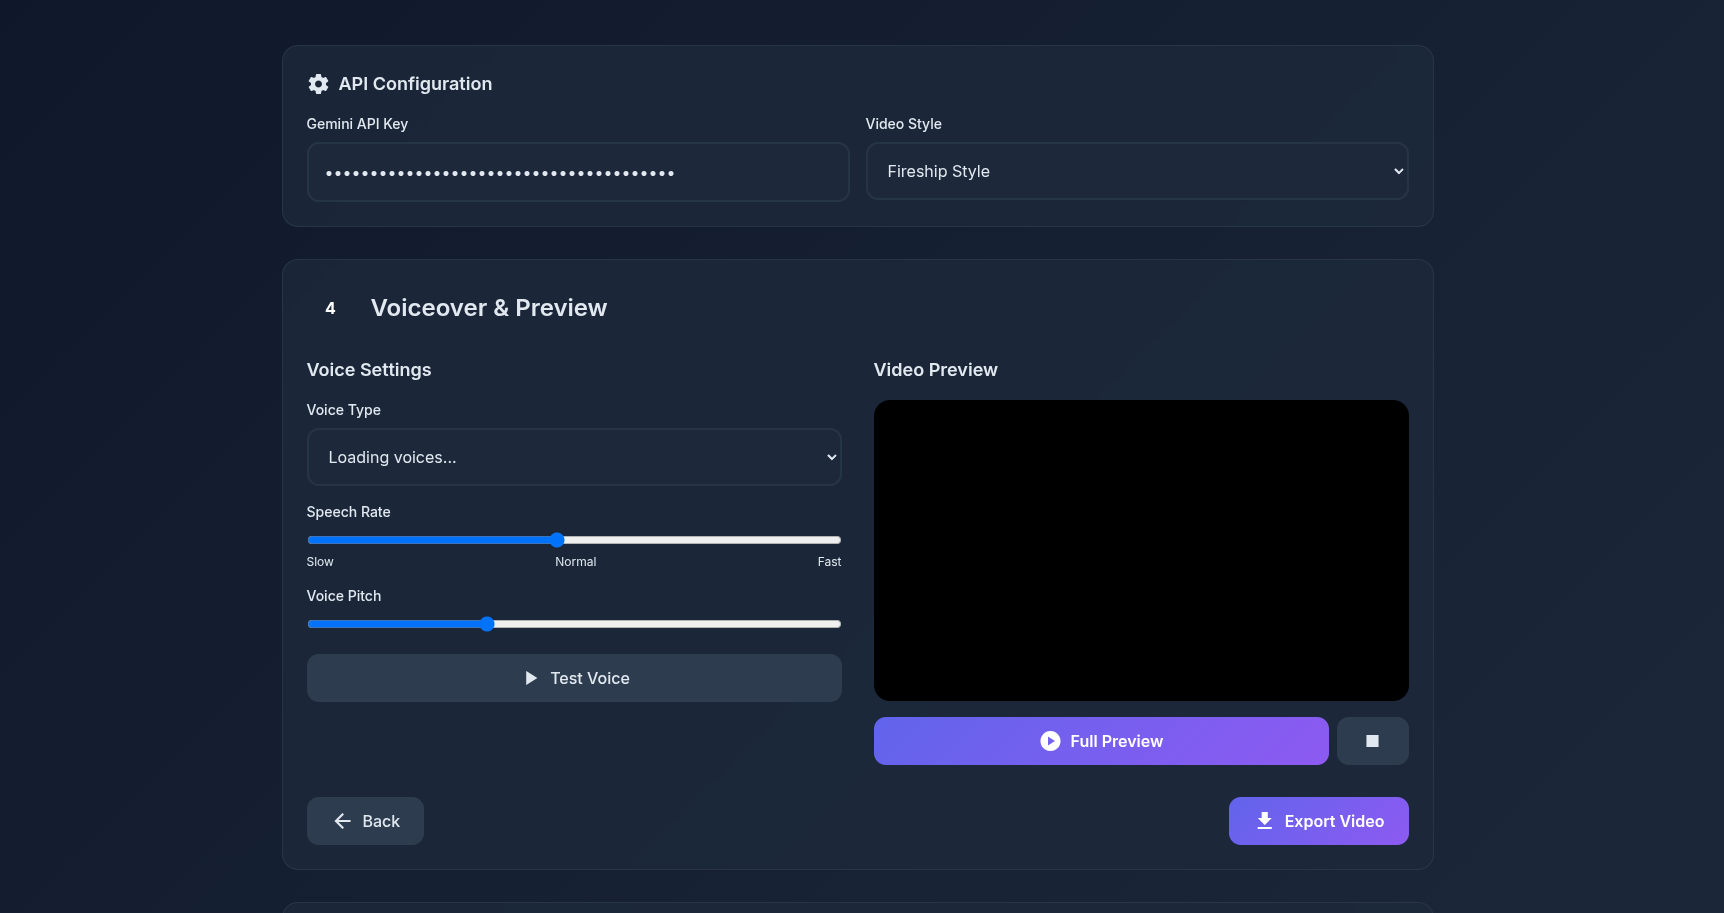 API Configuration
Gemini API Key
Video Style
••••••••••••••••••••••••••••••••••••••••
Fireship Style
4
Voiceover & Preview
Voice Settings
Video Preview
Voice Type
Loading voices...
Speech Rate
Slow
Normal
Fast
Voice Pitch
Test Voice
Full Preview
Back
Export Video